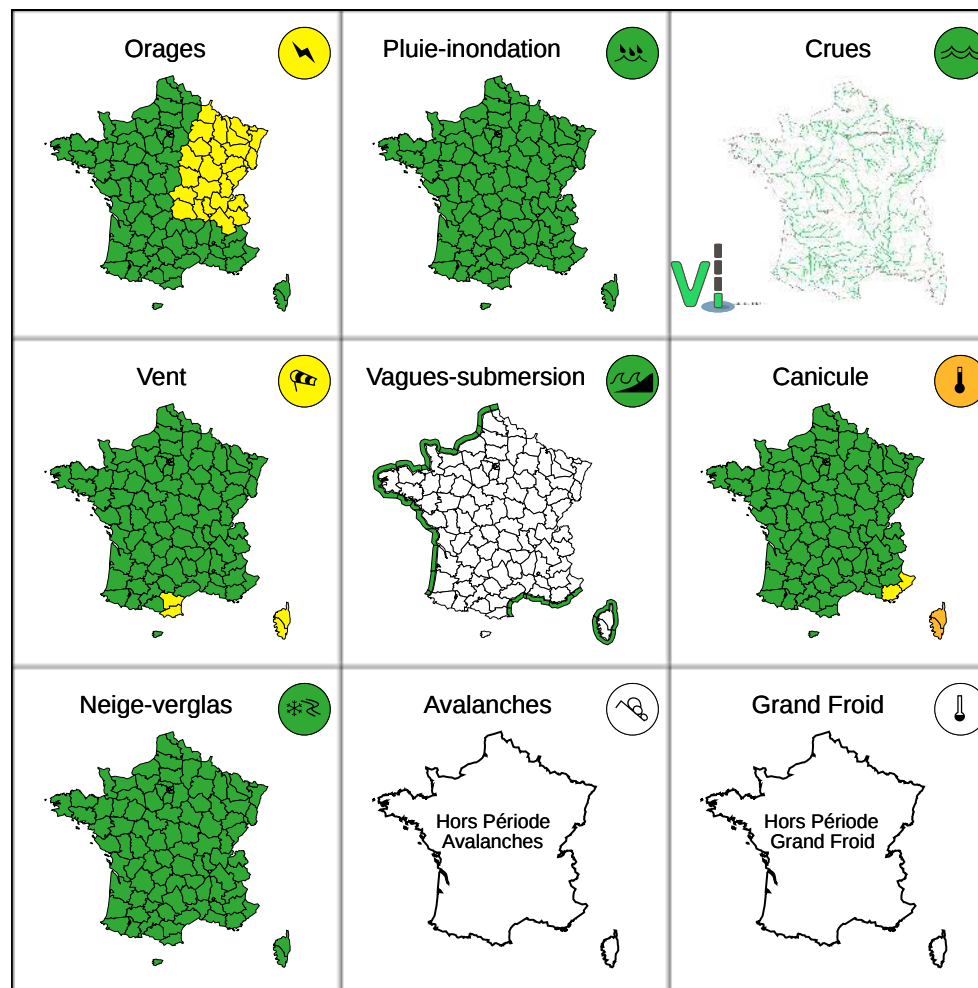 Orages
Pluie-inondation
Crues
Vent
Vagues-submersion
Canicule
Neige-verglas
Avalanches
Grand Froid
Hors Période
Avalanches
Hors Période
Grand Froid